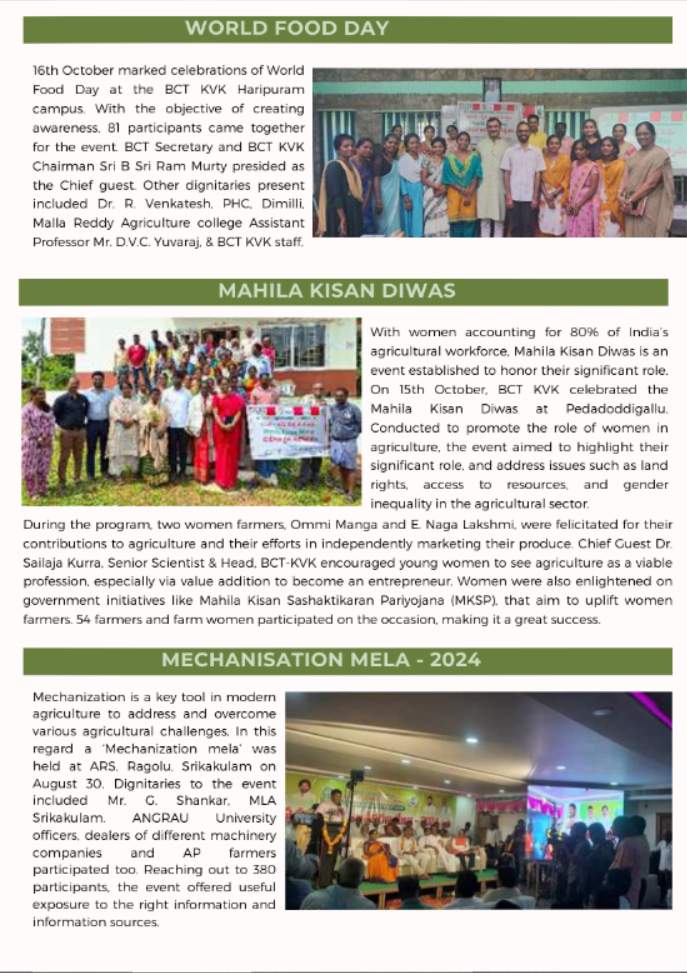 WORLD FOOD DAY
16th October marked celebrations of World
Food Day at the BCT KVK Haripuram
campus. With the objective of creating
awareness, 81 participants came together
for the event. BCT Secretary and BCT KVK
Chairman Sri B Sri Ram Murty presided as
the Chief guest. Other dignitaries present
included Dr. R. Venkatesh, PHC, Dimilli,
Malla Reddy Agriculture college Assistant
Professor Mr. D.V.C. Yuvaraj, & BCT KVK staff.
MAHILA KISAN DIWAS
With women accounting for 80% of India's
agricultural workforce, Mahila Kisan Diwas is an
event established to honor their significant role.
On 15th October, BCT KVK celebrated the
Mahila Kisan Diwas at Pedadoddigallu.
Conducted to promote the role of women in
agriculture, the event aimed to highlight their
significant role, and address issues such as land
rights, access to resources, and gender
inequality in the agricultural sector.
During the program, two women farmers, Ommi Manga and E. Naga Lakshmi, were felicitated for their
contributions to agriculture and their efforts in independently marketing their produce. Chief Guest Dr.
Sailaja Kurra, Senior Scientist & Head, BCT-KVK encouraged young women to see agriculture as a viable
profession, especially via value addition to become an entrepreneur. Women were also enlightened on
government initiatives like Mahila Kisan Sashaktikaran Pariyojana (MKSP), that aim to uplift women
farmers. 54 farmers and farm women participated on the occasion, making it a great success.
MECHANISATION MELA - 2024
Mechanization is a key tool in modern
agriculture to address and overcome
various agricultural challenges. In this
regard a 'Mechanization mela' was
held at ARS, Ragolu, Srikakulam on
August 30. Dignitaries to the event
included Mr. G. Shankar, MLA
Srikakulam. ANGRAU University
officers, dealers of different machinery
companies and AP farmers
participated too. Reaching out to 380
participants, the event offered useful
exposure to the right information and
information sources.